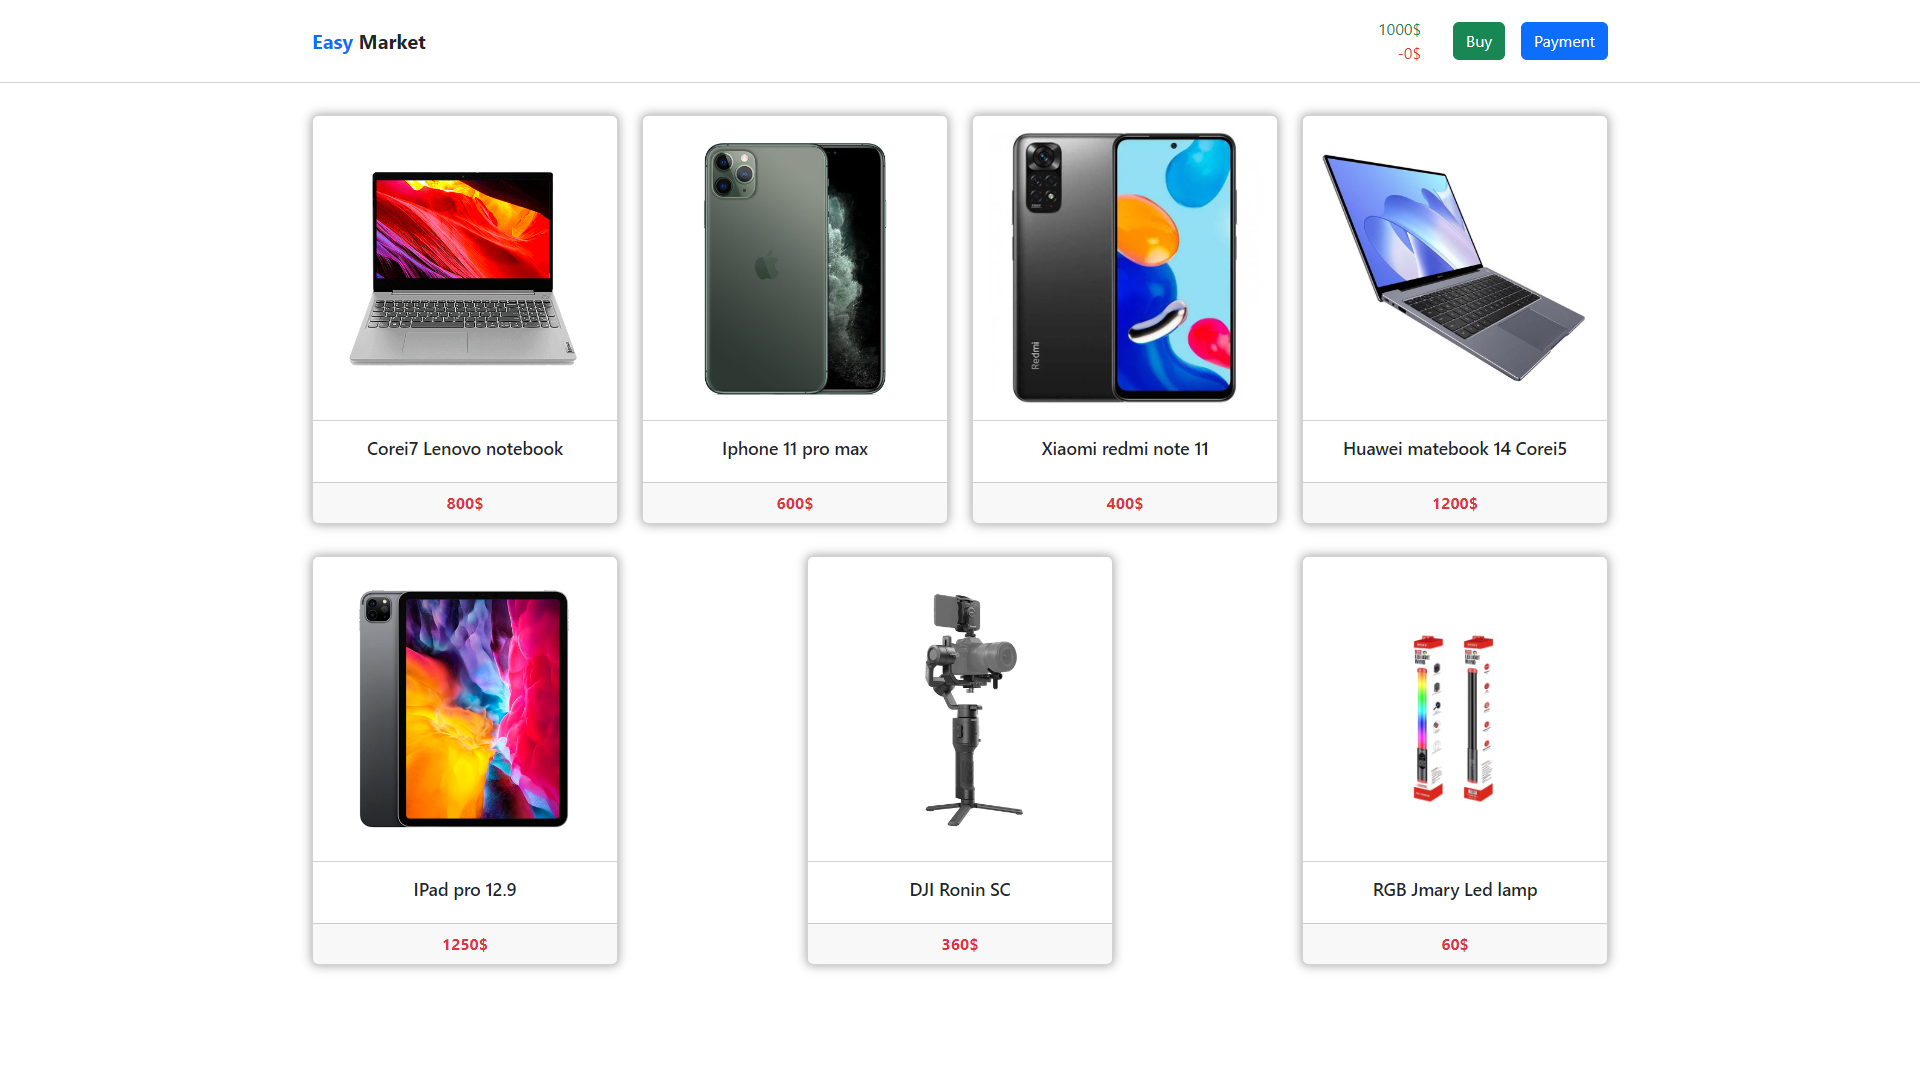 Easy Market
1000$
-0$
Buy
Payment
Redmi
Corei7 Lenovo notebook
Iphone 11 pro max
Xiaomi redmi note 11
Huawei matebook 14 Corei5
800$
600$
400$
1200$
IPad pro 12.9
DJI Ronin SC
RGB Jmary Led lamp
1250$
360$
60$